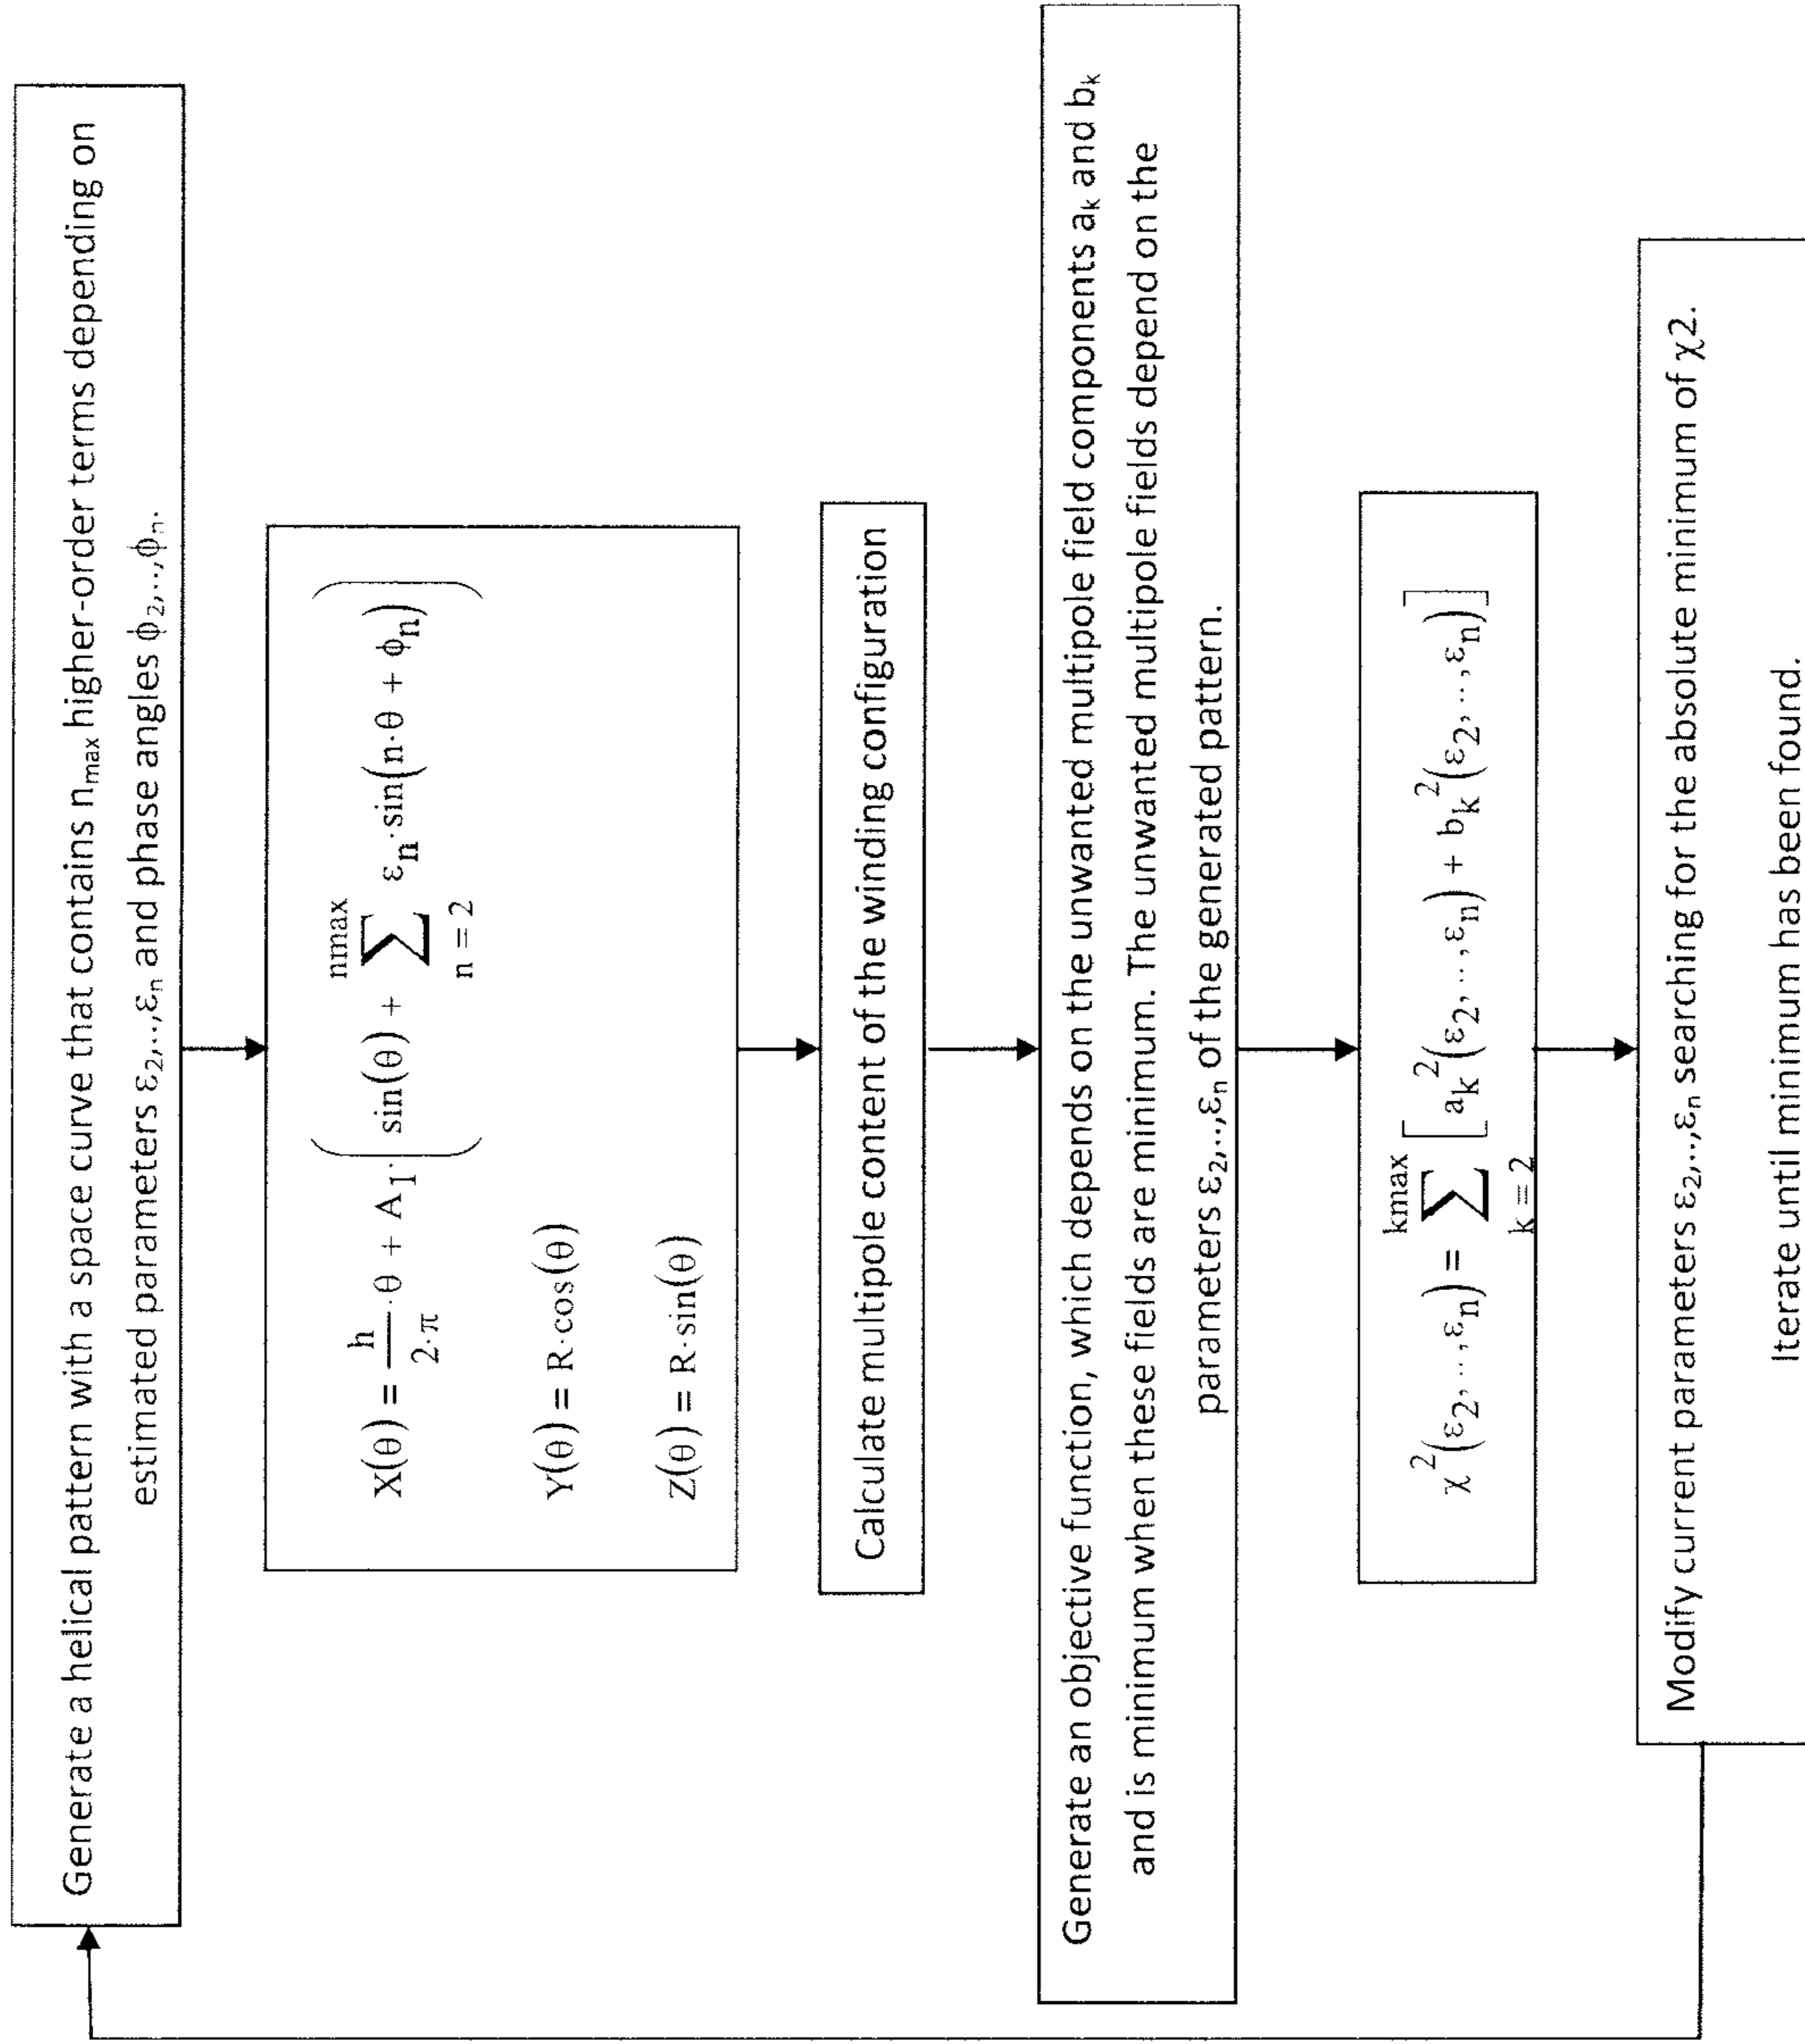 Generate a helical pattern with a space curve that contains n_max higher-order terms depending on
estimated parameters ε₂,..,εₙ and phase angles ϕ₂,..,ϕₙ.
X(θ) = h/(2·π) ·θ + A₁·( sin(θ) + ∑_{n = 2}^{nmax} εₙ·sin(n·θ + ϕₙ) )
Y(θ) = R·cos(θ)
Z(θ) = R·sin(θ)
Calculate multipole content of the winding configuration
Generate an objective function, which depends on the unwanted multipole field components aₖ and bₖ
and is minimum when these fields are minimum. The unwanted multipole fields depend on the
parameters ε₂,..,εₙ of the generated pattern.
χ²(ε₂,..,εₙ) = ∑_{k = 2}^{kmax} [ aₖ²(ε₂,..,εₙ) + bₖ²(ε₂,..,εₙ) ]
Modify current parameters ε₂,..,εₙ searching for the absolute minimum of χ2.
Iterate until minimum has been found.